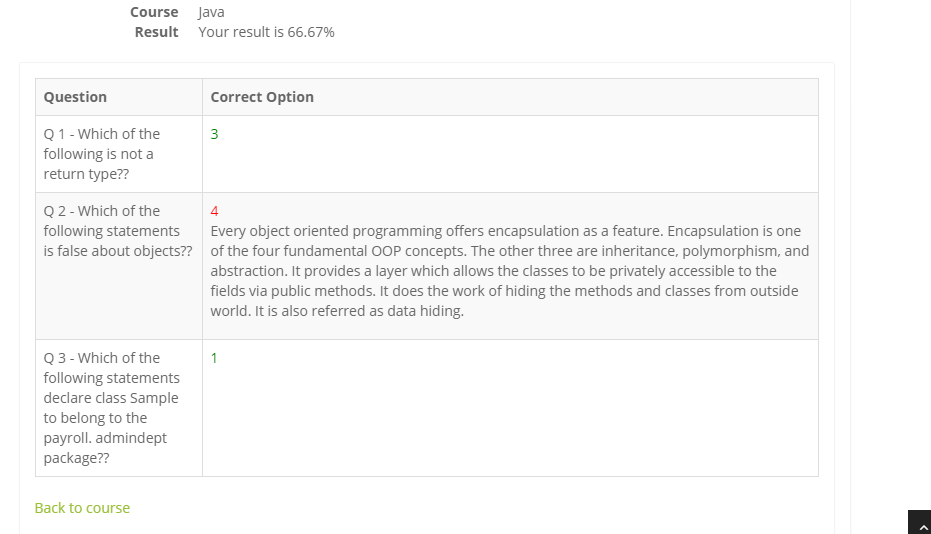 Course Java
Result Your result is 66.67%
Question Correct Option
Q 1 - Which of the
following is not a
return type??
3
Q 2 - Which of the
following statements
is false about objects??
4
Every object oriented programming offers encapsulation as a feature. Encapsulation is one
of the four fundamental OOP concepts. The other three are inheritance, polymorphism, and
abstraction. It provides a layer which allows the classes to be privately accessible to the
fields via public methods. It does the work of hiding the methods and classes from outside
world. It is also referred as data hiding.
Q 3 - Which of the
following statements
declare class Sample
to belong to the
payroll. admindept
package??
1
Back to course